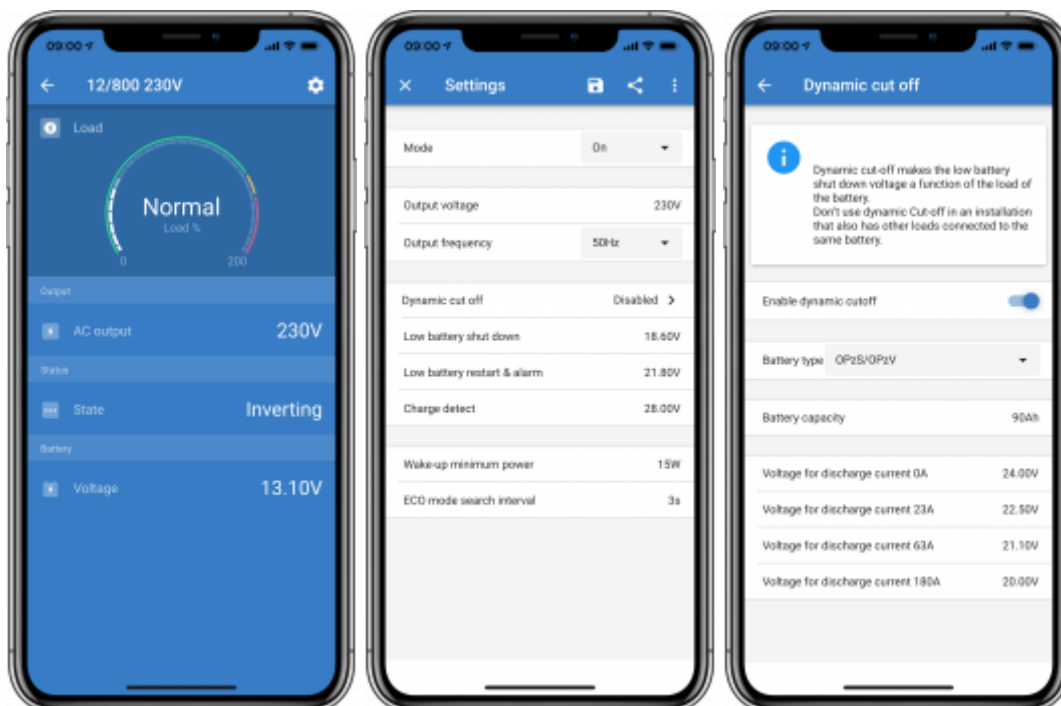 09:00
12/800 230V
Load
Normal
Load %
0
200
Output
AC output
230V
Status
State
Inverting
Battery
Voltage
13.10V
09:00
Settings
Mode
On
Output voltage
230V
Output frequency
50Hz
Dynamic cut off
Disabled
Low battery shut down
18.60V
Low battery restart & alarm
21.80V
Charge detect
28.00V
Wake-up minimum power
15W
ECO mode search interval
3s
09:00
Dynamic cut off
Dynamic cut-off makes the low battery
shut down voltage a function of the load of
the battery.
Don't use dynamic Cut-off in an installation
that also has other loads connected to the
same battery.
Enable dynamic cutoff
Battery type
OPzS/OPzV
Battery capacity
90Ah
Voltage for discharge current 0A
24.00V
Voltage for discharge current 23A
22.50V
Voltage for discharge current 63A
21.10V
Voltage for discharge current 180A
20.00V